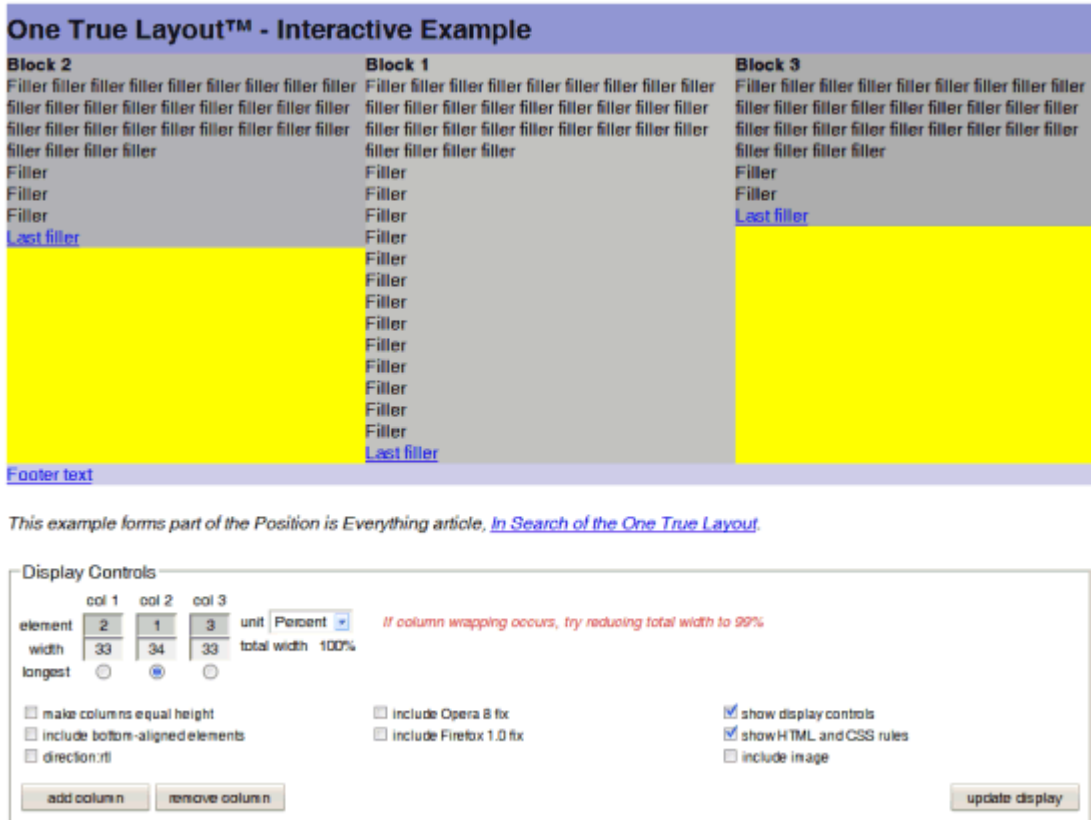 One True Layout™ - Interactive Example
Block 2
Filler filler filler filler filler filler filler filler filler
filler filler filler filler filler filler filler filler filler
filler filler filler filler filler filler filler filler filler
filler filler filler filler
Filler
Filler
Filler
Last filler
Block 1
Filler filler filler filler filler filler filler filler filler
filler filler filler filler filler filler filler filler filler
filler filler filler filler filler filler filler filler filler
filler filler filler filler
Filler
Filler
Filler
Filler
Filler
Filler
Filler
Filler
Filler
Filler
Filler
Filler
Filler
Last filler
Block 3
Filler filler filler filler filler filler filler filler filler
filler filler filler filler filler filler filler filler filler
filler filler filler filler filler filler filler filler filler
filler filler filler filler
Filler
Filler
Last filler
Footer text
This example forms part of the Position is Everything article, In Search of the One True Layout.
Display Controls
col 1 col 2 col 3
element 2 1 3 unit Percent If column wrapping occurs, try reducing total width to 99%
width 33 34 33 total width 100%
longest
make columns equal height include Opera 8 fix show display controls
include bottom-aligned elements include Firefox 1.0 fix show HTML and CSS rules
direction:rtl include image
add column remove column update display